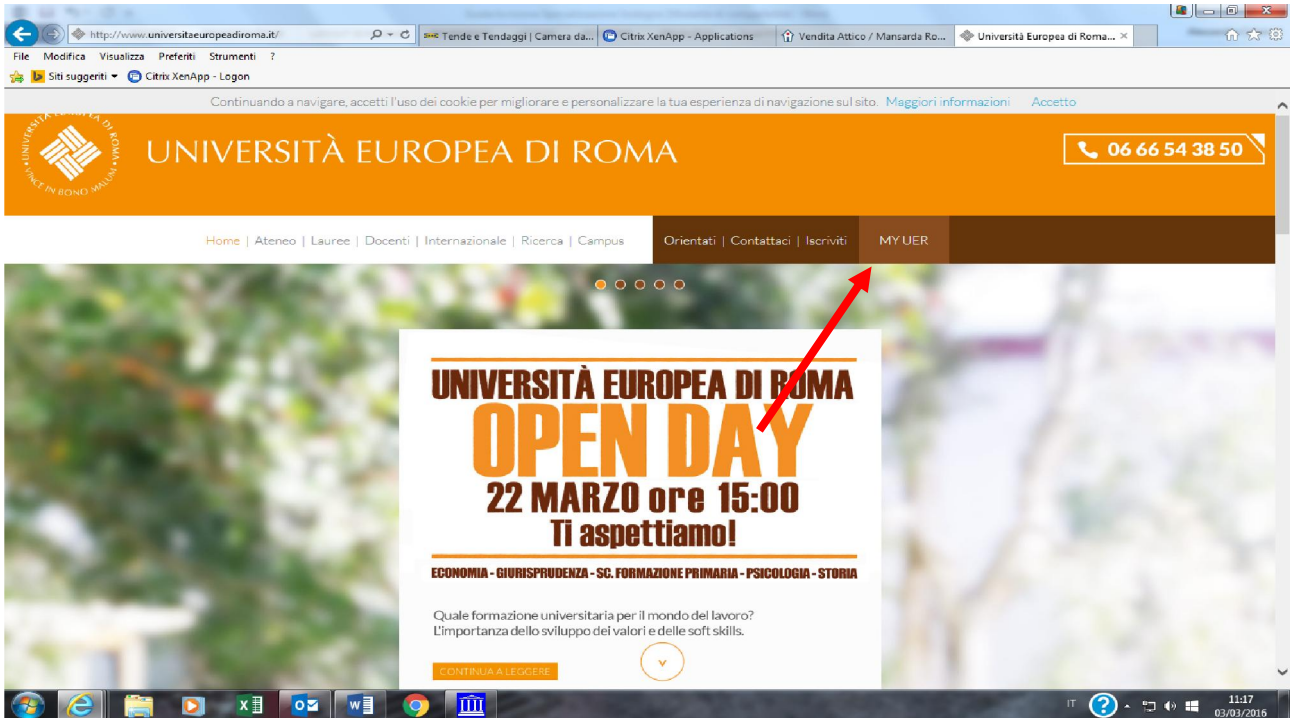 http://www.universitaeuropeadiroma.it/
Tende e Tendaggi | Camera da...
Citrix XenApp - Applications
Vendita Attico / Mansarda Ro...
Università Europea di Roma...
File Modifica Visualizza Preferiti Strumenti ?
Siti suggeriti Citrix XenApp - Logon
Continuando a navigare, accetti l'uso dei cookie per migliorare e personalizzare la tua esperienza di navigazione sul sito. Maggiori informazioni Accetto
UNIVERSITÀ EUROPEA DI ROMA
06 66 54 38 50
VINCE IN BONO MALUM
Home | Ateneo | Lauree | Docenti | Internazionale | Ricerca | Campus Orientati | Contattaci | Iscriviti MY UER
UNIVERSITÀ EUROPEA DI ROMA
OPEN DAY
22 MARZO ore 15:00
Ti aspettiamo!
ECONOMIA - GIURISPRUDENZA - SC. FORMAZIONE PRIMARIA - PSICOLOGIA - STORIA
Quale formazione universitaria per il mondo del lavoro?
L'importanza dello sviluppo dei valori e delle soft skills.
CONTINUA A LEGGERE
IT 11:17
03/03/2016